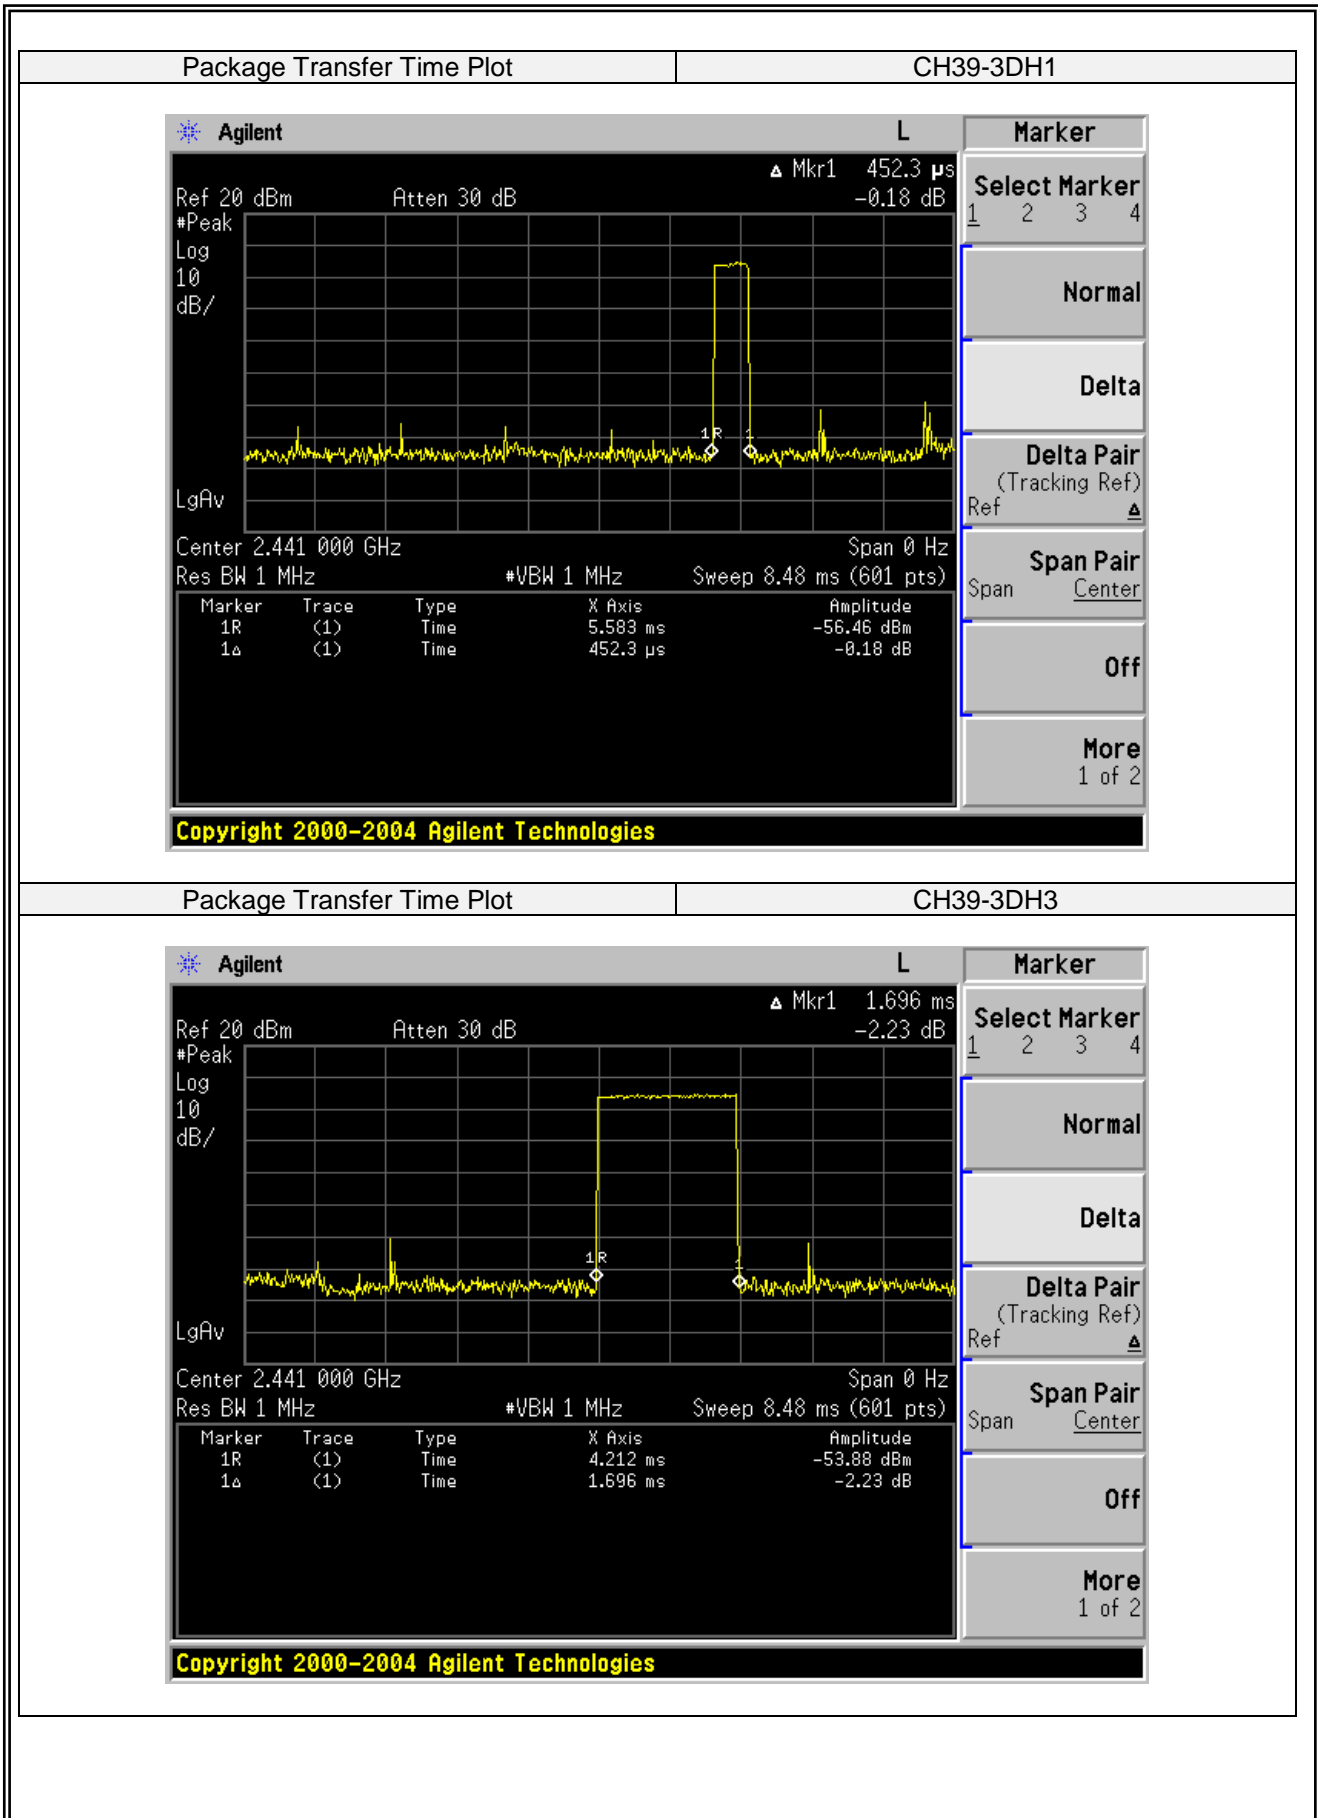 Package Transfer Time Plot CH39-3DH1
Agilent L Marker
Δ Mkr1 452.3 µs
Ref 20 dBm Atten 30 dB -0.18 dB
#Peak
Log
10
dB/
1R 1
LgAv
Center 2.441 000 GHz Span 0 Hz
Res BW 1 MHz #VBW 1 MHz Sweep 8.48 ms (601 pts)
Marker Trace Type X Axis Amplitude
1R (1) Time 5.583 ms -56.46 dBm
1Δ (1) Time 452.3 µs -0.18 dB
Select Marker
1 2 3 4
Normal
Delta
Delta Pair
(Tracking Ref)
Ref Δ
Span Pair
Span Center
Off
More
1 of 2
Copyright 2000-2004 Agilent Technologies
Package Transfer Time Plot CH39-3DH3
Agilent L Marker
Δ Mkr1 1.696 ms
Ref 20 dBm Atten 30 dB -2.23 dB
#Peak
Log
10
dB/
1R 1
LgAv
Center 2.441 000 GHz Span 0 Hz
Res BW 1 MHz #VBW 1 MHz Sweep 8.48 ms (601 pts)
Marker Trace Type X Axis Amplitude
1R (1) Time 4.212 ms -53.88 dBm
1Δ (1) Time 1.696 ms -2.23 dB
Select Marker
1 2 3 4
Normal
Delta
Delta Pair
(Tracking Ref)
Ref Δ
Span Pair
Span Center
Off
More
1 of 2
Copyright 2000-2004 Agilent Technologies